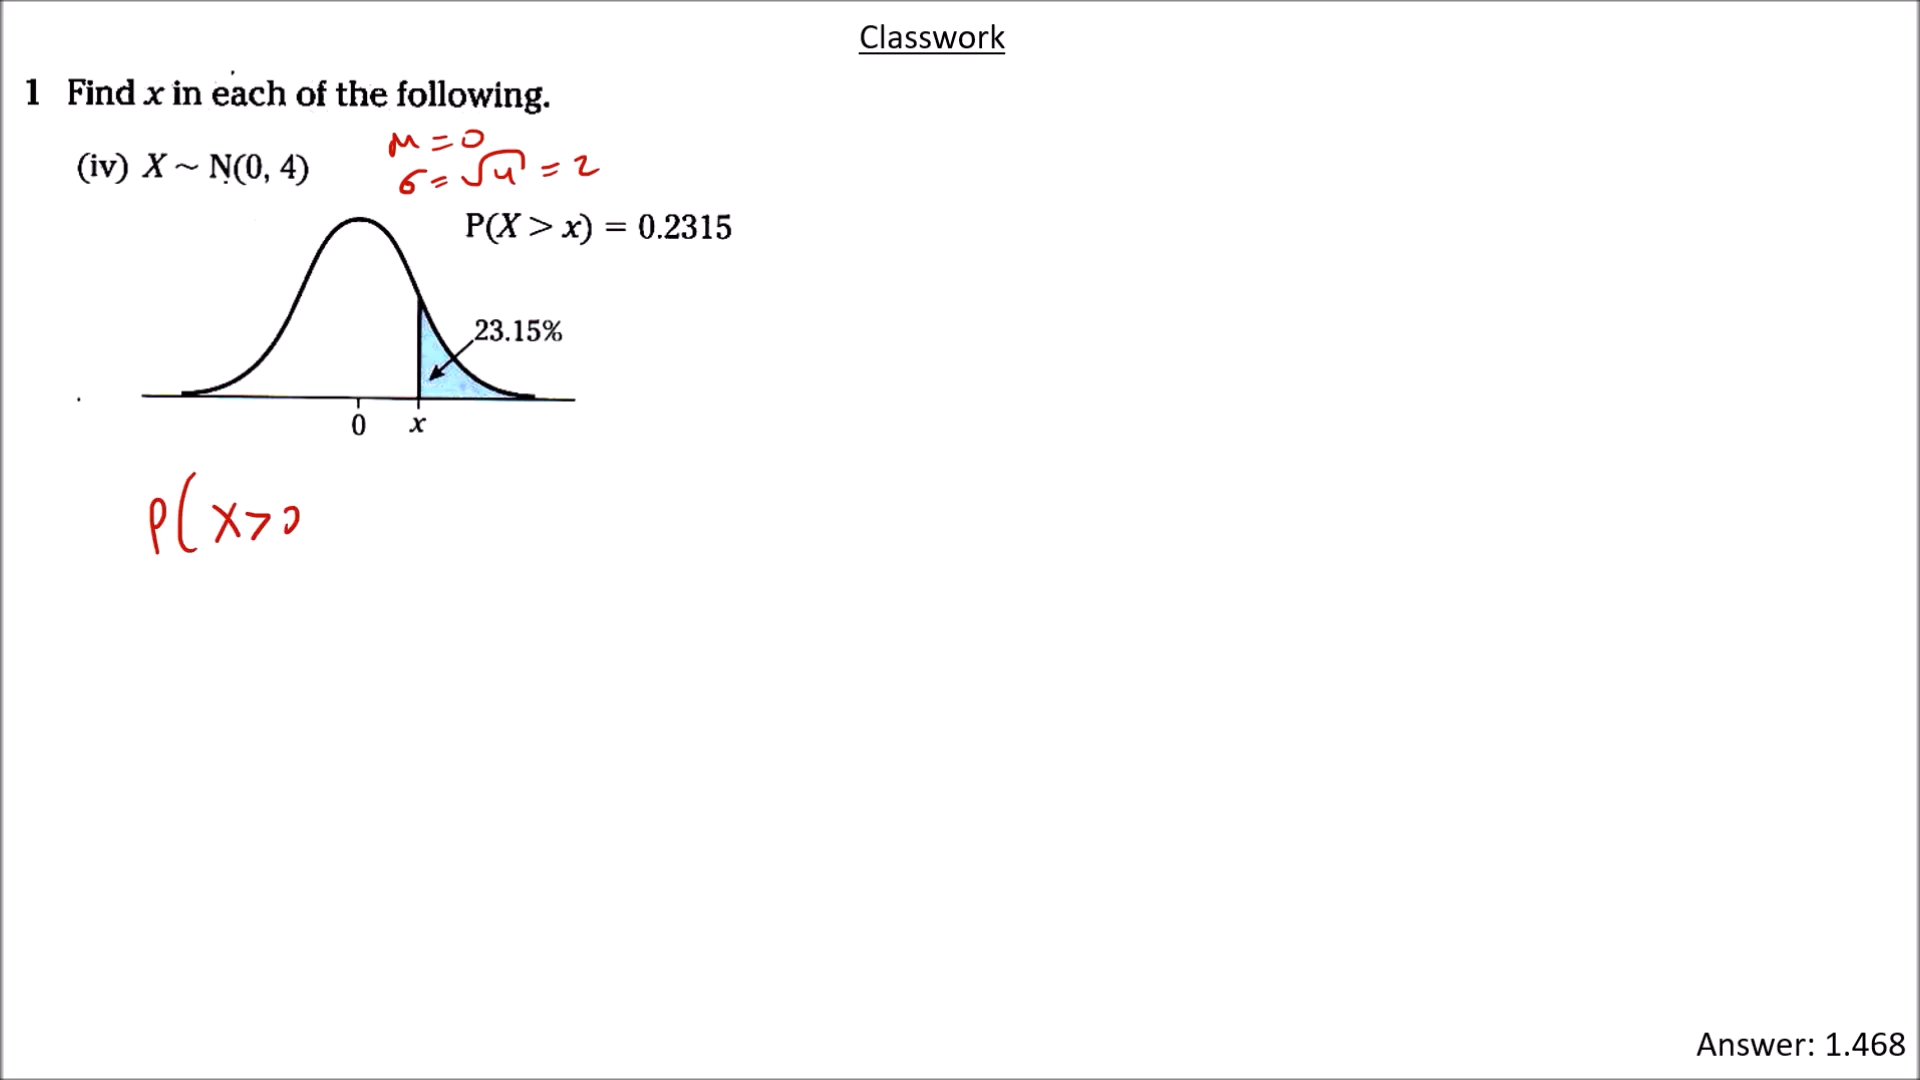 Classwork
1 Find x in each of the following.
μ = 0
(iv) X ~ N(0, 4)
σ = √4 = 2
P(X > x) = 0.2315
23.15%
0 x
P( X >
Answer: 1.468